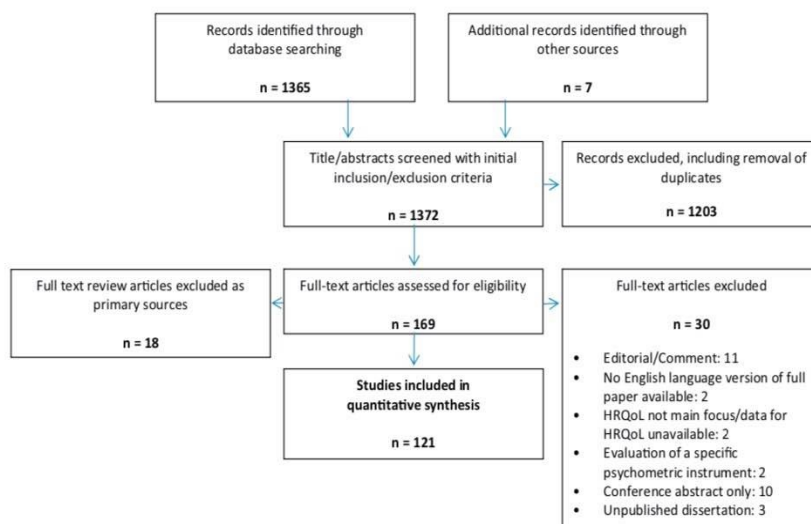 Records identified through
database searching
n = 1365
Additional records identified through
other sources
n = 7
Title/abstracts screened with initial
inclusion/exclusion criteria
n = 1372
Records excluded, including removal of
duplicates
n = 1203
Full text review articles excluded as
primary sources
n = 18
Full-text articles assessed for eligibility
n = 169
Full-text articles excluded
n = 30
• Editorial/Comment: 11
• No English language version of full
paper available: 2
• HRQoL not main focus/data for
HRQoL unavailable: 2
• Evaluation of a specific
psychometric instrument: 2
• Conference abstract only: 10
• Unpublished dissertation: 3
Studies included in
quantitative synthesis
n = 121